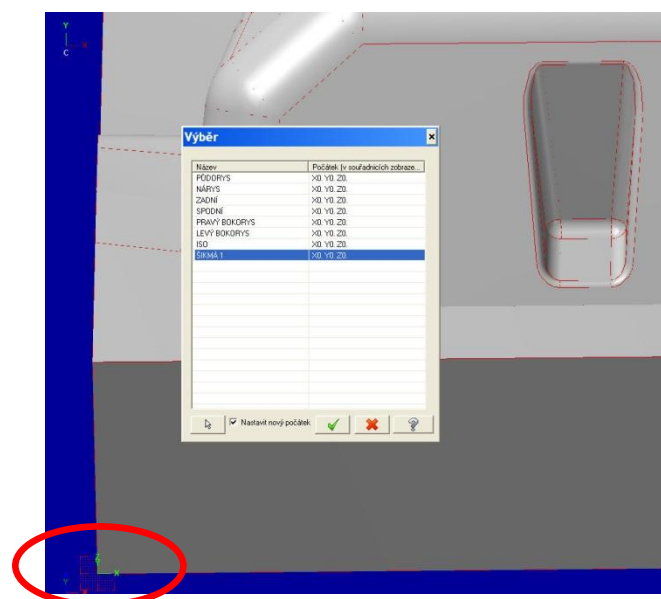 Y
C
Výběr
Název Počátek (v souřadnicích zobraze...
PŮDORYS X0. Y0. Z0.
NÁRYS X0. Y0. Z0.
ZADNÍ X0. Y0. Z0.
SPODNÍ X0. Y0. Z0.
PRAVÝ BOKORYS X0. Y0. Z0.
LEVÝ BOKORYS X0. Y0. Z0.
ISO X0. Y0. Z0.
ŠIKMÁ 1 X0. Y0. Z0.
Nastavit nový počátek
X
Y
X